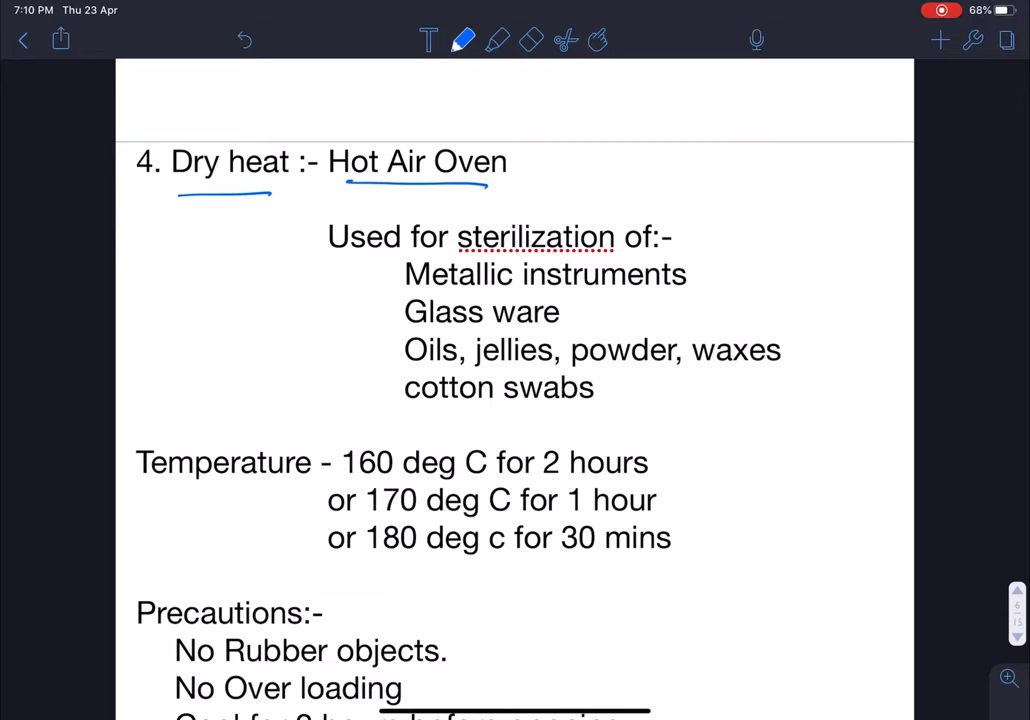 7:10 PM Thu 23 Apr
68%
T
4. Dry heat :- Hot Air Oven
Used for sterilization of:-
Metallic instruments
Glass ware
Oils, jellies, powder, waxes
cotton swabs
Temperature - 160 deg C for 2 hours
or 170 deg C for 1 hour
or 180 deg c for 30 mins
Precautions:-
No Rubber objects.
No Over loading
6
15